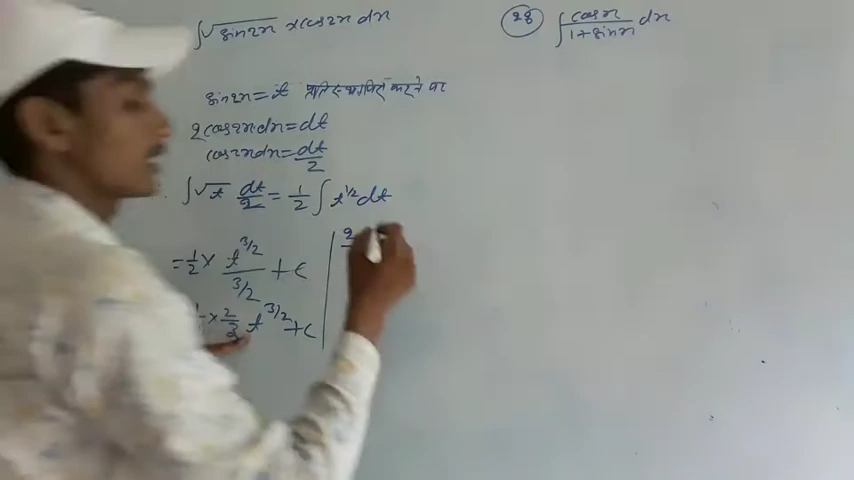 ∫√sin2x × cos2x dx
sin2x = t प्रतिस्थापित करने पर
2cos2x·dx = dt
cos2x dx = dt/2
∫√t dt/2 = 1/2 ∫ t^1/2 dt
= 1/2 × t^3/2 / 3/2 + c
× 2/3 t^3/2 + c
2
28 ∫ cosx / 1+sinx dx